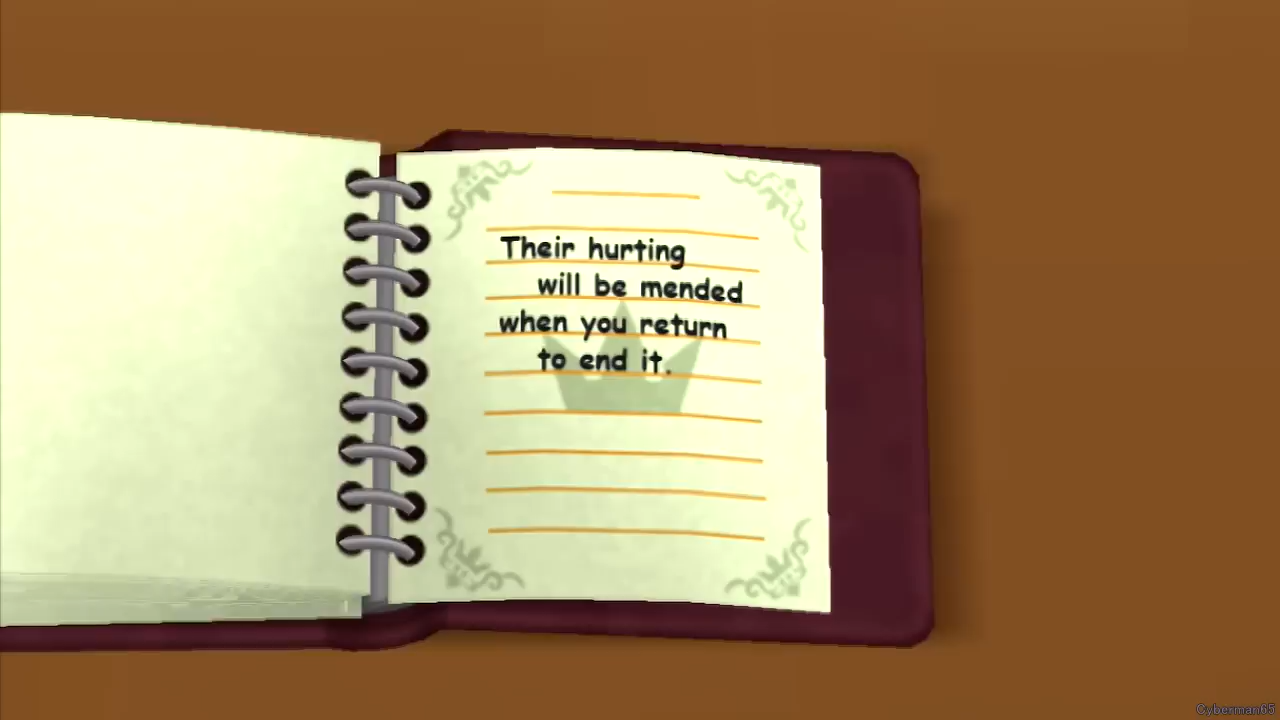 Their hurting
will be mended
when you return
to end it.
Cyberman65